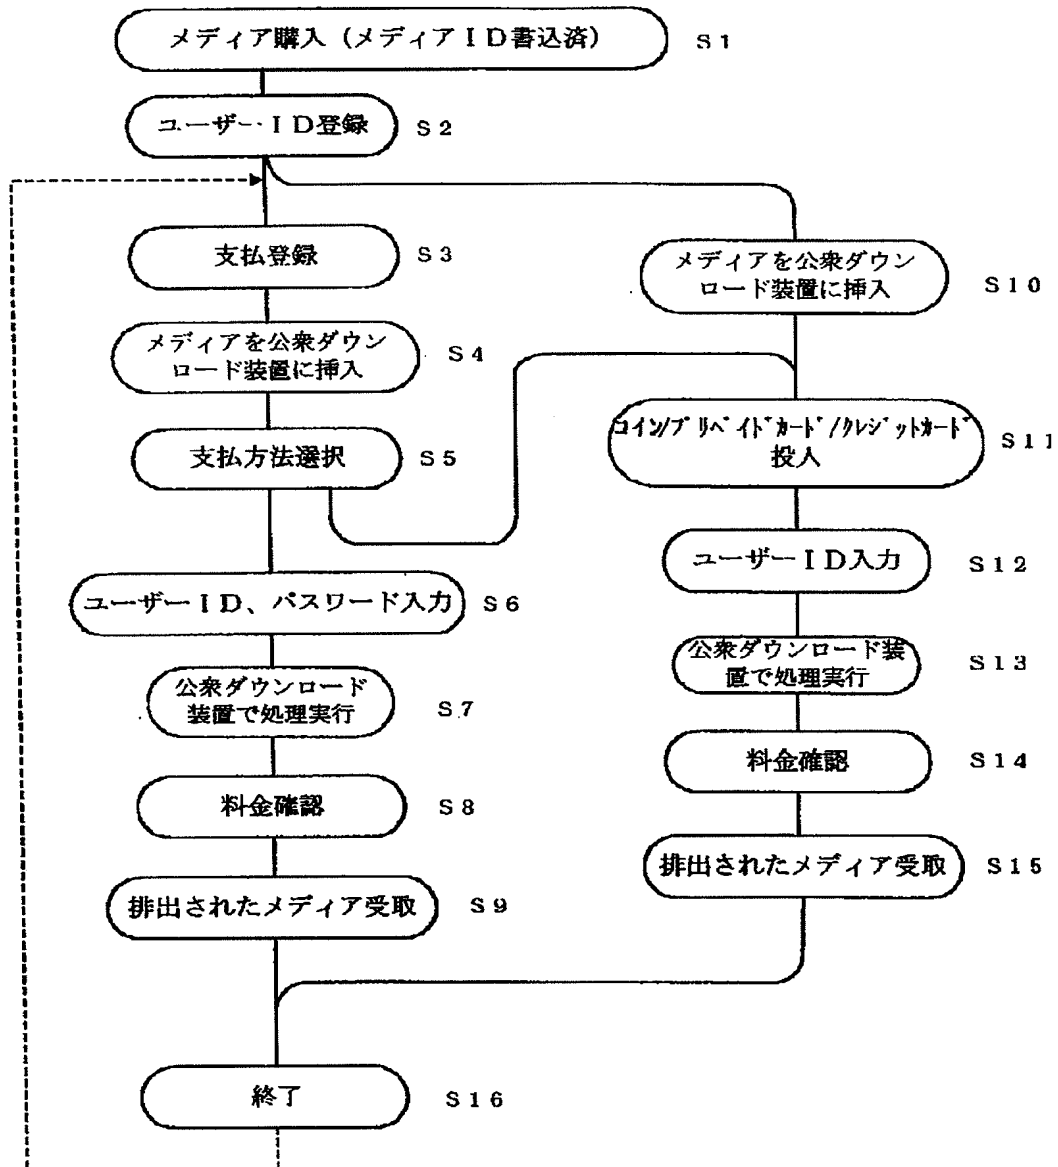 メディア購入（メディアＩＤ書込済）
Ｓ１
ユーザーＩＤ登録
Ｓ２
支払登録
Ｓ３
メディアを公衆ダウン
ロード装置に挿入
Ｓ４
支払方法選択
Ｓ５
ユーザーＩＤ、パスワード入力
Ｓ６
公衆ダウンロード
装置で処理実行
Ｓ７
料金確認
Ｓ８
排出されたメディア受取
Ｓ９
メディアを公衆ダウン
ロード装置に挿入
Ｓ１０
コイン/プリペイドカード/クレジットカード
投入
Ｓ１１
ユーザーＩＤ入力
Ｓ１２
公衆ダウンロード装
置で処理実行
Ｓ１３
料金確認
Ｓ１４
排出されたメディア受取
Ｓ１５
終了
Ｓ１６